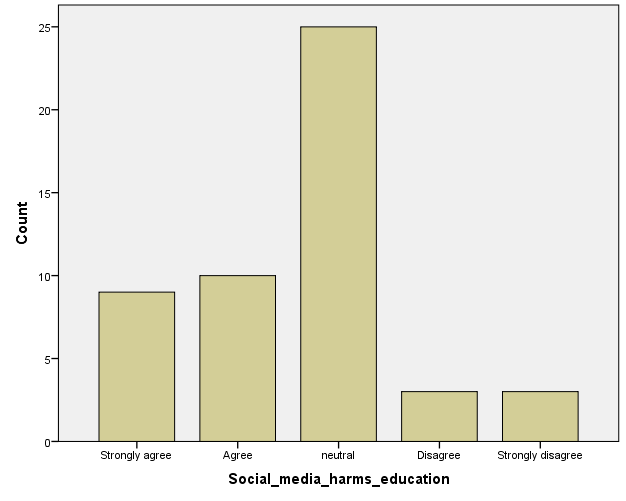 25
20
15
10
5
0
Count
Strongly agree
Agree
neutral
Disagree
Strongly disagree
Social_media_harms_education